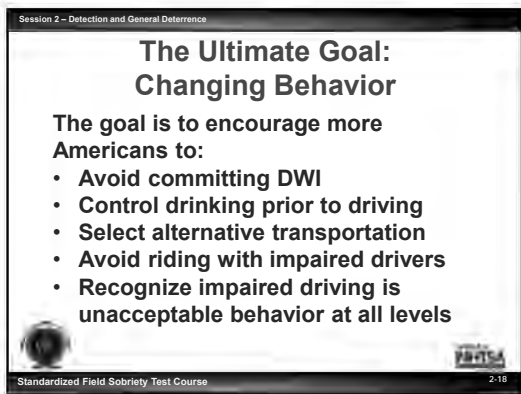 Session 2 – Detection and General Deterrence
The Ultimate Goal:
Changing Behavior
The goal is to encourage more
Americans to:
• Avoid committing DWI
• Control drinking prior to driving
• Select alternative transportation
• Avoid riding with impaired drivers
• Recognize impaired driving is
unacceptable behavior at all levels
Standardized Field Sobriety Test Course
2-18